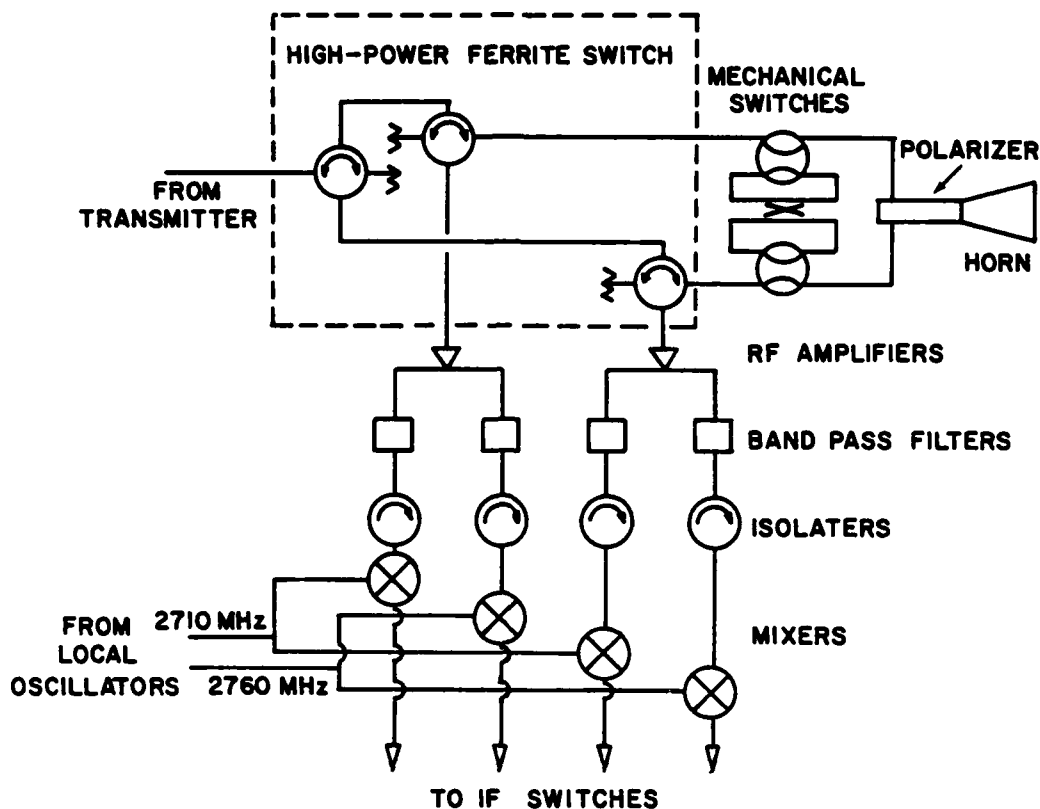 HIGH-POWER FERRITE SWITCH
MECHANICAL
SWITCHES
POLARIZER
FROM
TRANSMITTER
HORN
RF AMPLIFIERS
BAND PASS FILTERS
ISOLATERS
FROM
LOCAL
OSCILLATORS
2710 MHz
2760 MHz
MIXERS
TO IF SWITCHES